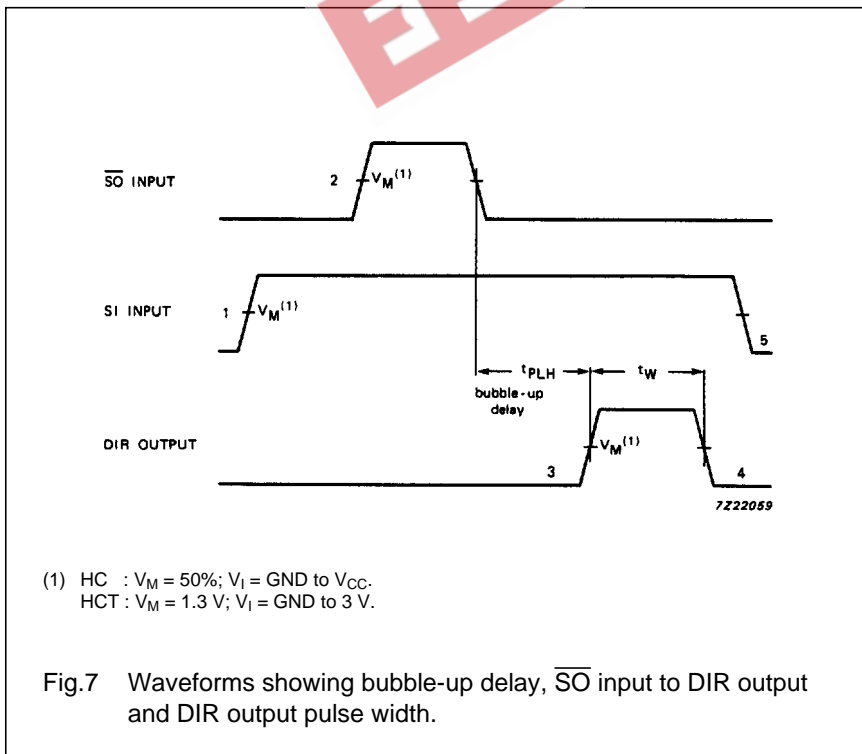 S̅O̅ INPUT
2
V_M(1)
SI INPUT
1
V_M(1)
5
t_PLH
t_W
bubble-up
delay
DIR OUTPUT
V_M(1)
3
4
7Z22059
(1) HC : V_M = 50%; V_I = GND to V_CC.
HCT : V_M = 1.3 V; V_I = GND to 3 V.
Fig.7 Waveforms showing bubble-up delay, S̅O̅ input to DIR output
and DIR output pulse width.